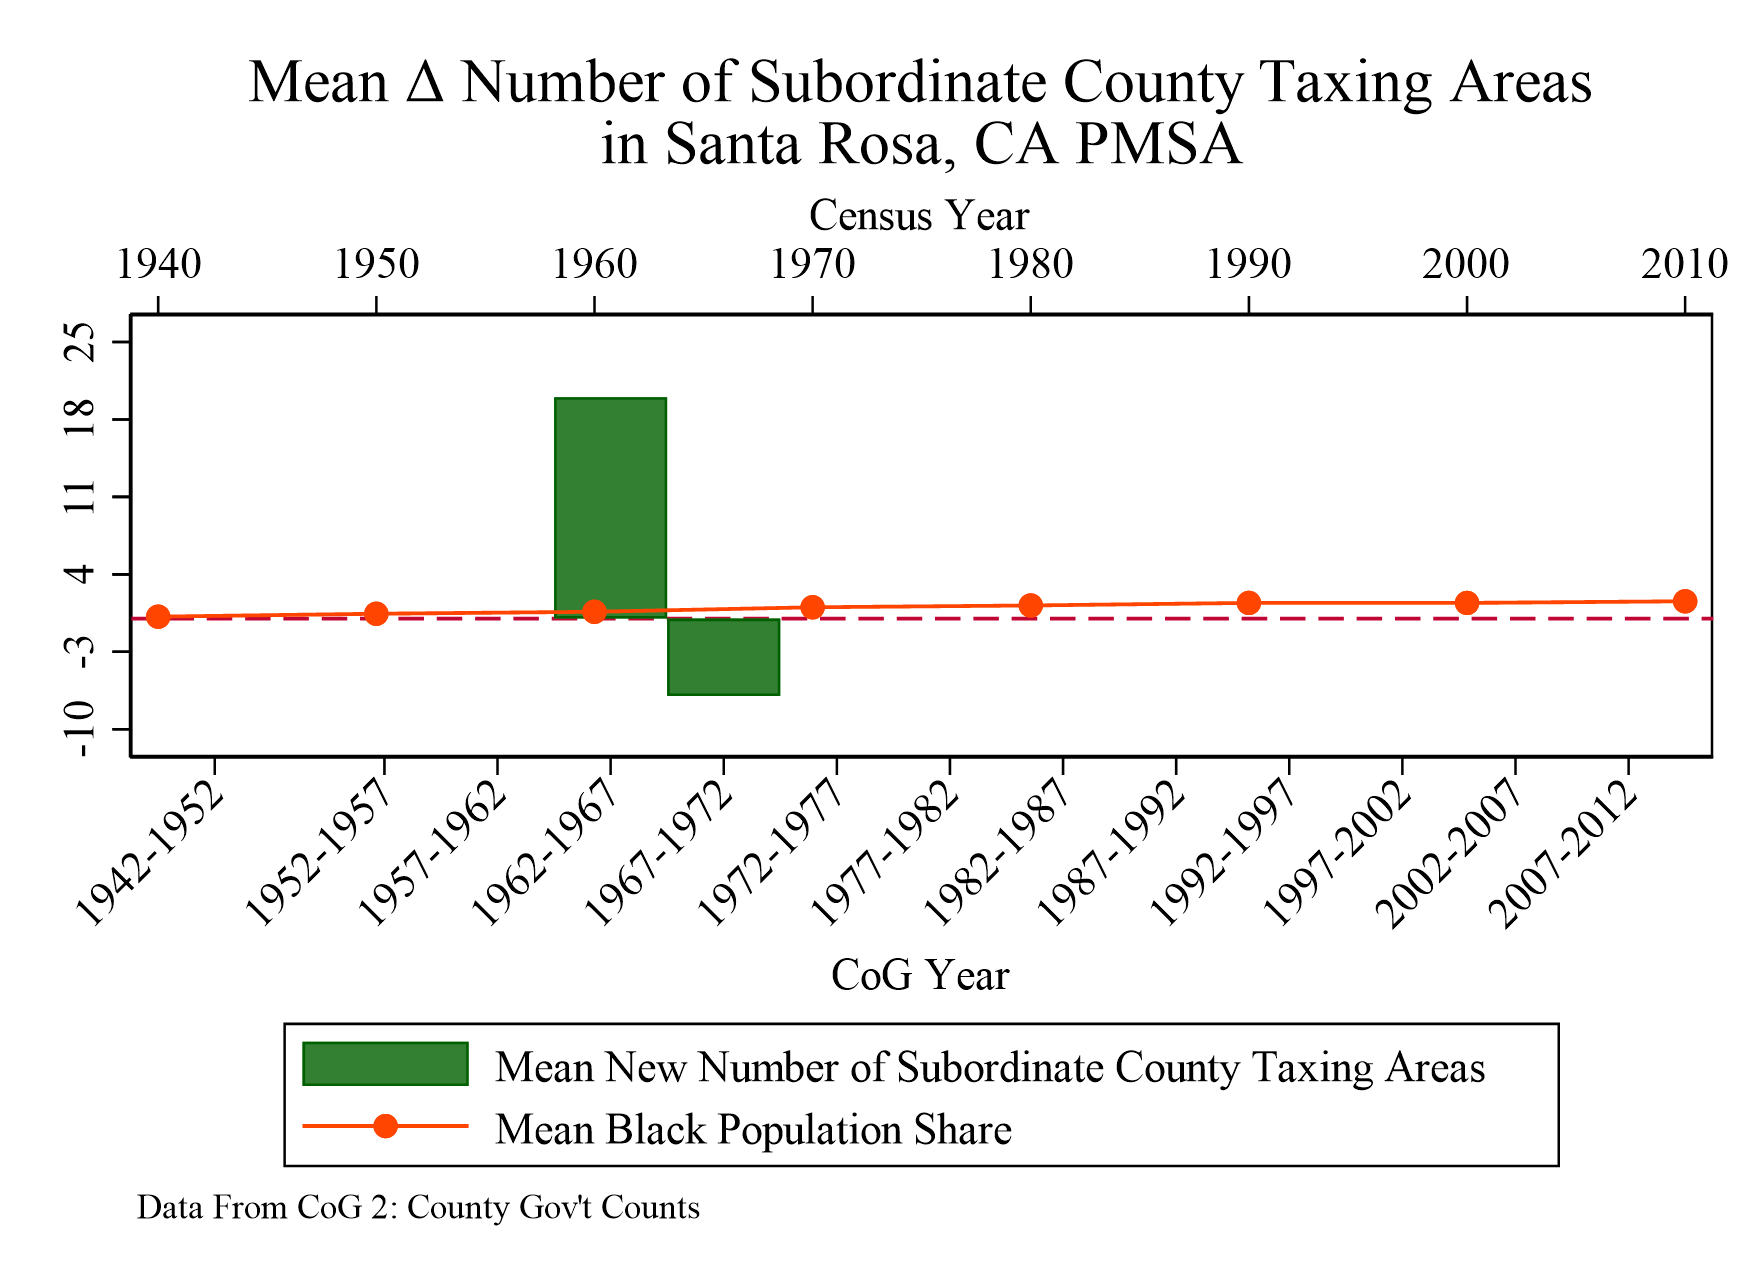 Mean Δ Number of Subordinate County Taxing Areas
in Santa Rosa, CA PMSA
Census Year
1940 1950 1960 1970 1980 1990 2000 2010
25
18
11
4
-3
-10
1942-1952 1952-1957 1957-1962 1962-1967 1967-1972 1972-1977 1977-1982 1982-1987 1987-1992 1992-1997 1997-2002 2002-2007 2007-2012
CoG Year
Mean New Number of Subordinate County Taxing Areas
Mean Black Population Share
Data From CoG 2: County Gov't Counts